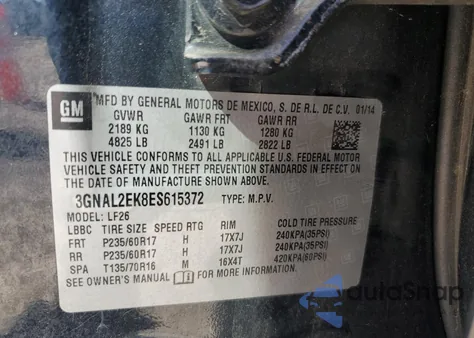 GM
MFD BY GENERAL MOTORS DE MEXICO, S. DE R.L. DE C.V. 01/14
GVWR GAWR FRT GAWR RR
2189 KG 1130 KG 1280 KG
4825 LB 2491 LB 2822 LB
THIS VEHICLE CONFORMS TO ALL APPLICABLE U.S. FEDERAL MOTOR
VEHICLE SAFETY AND THEFT PREVENTION STANDARDS IN EFFECT ON
THE DATE OF MANUFACTURE SHOWN ABOVE.
3GNAL2EK8ES615372 TYPE: M.P.V.
MODEL: LF26
LBBC TIRE SIZE SPEED RTG RIM COLD TIRE PRESSURE
FRT P235/60R17 H 17X7J 240KPA(35PSI)
RR P235/60R17 H 17X7J 240KPA(35PSI)
SPA T135/70R16 M 16X4T 420KPA(60PSI)
SEE OWNER'S MANUAL FOR MORE INFORMATION.
AutoSnap